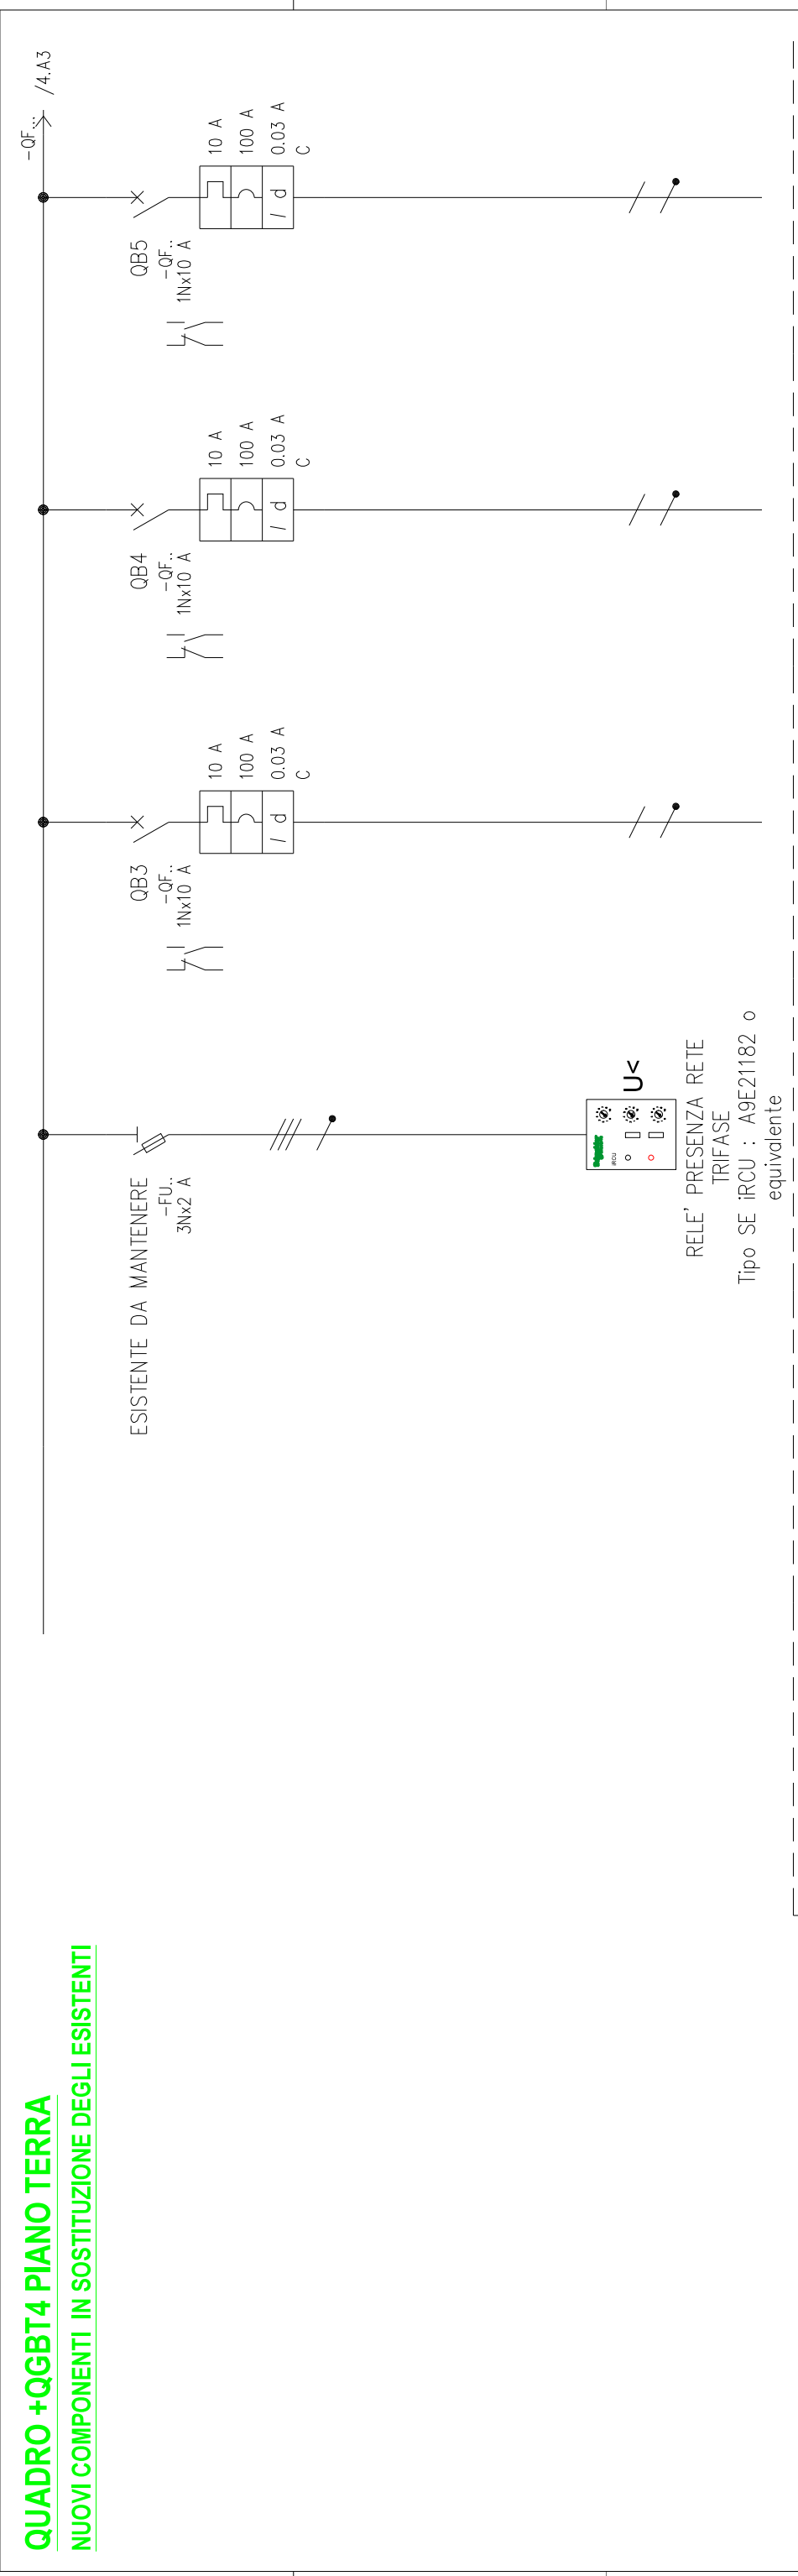 QUADRO +QGBT4 PIANO TERRA
NUOVI COMPONENTI IN SOSTITUZIONE DEGLI ESISTENTI
-QF..
/4.A3
ESISTENTE DA MANTENERE
-FU..
3Nx2 A
iRCU
U<
RELE' PRESENZA RETE
TRIFASE
Tipo SE iRCU : A9E21182 o
equivalente
QB3
-QF..
1Nx10 A
10 A
100 A
0.03 A
C
/ d
QB4
-QF..
1Nx10 A
10 A
100 A
0.03 A
C
/ d
QB5
-QF..
1Nx10 A
10 A
100 A
0.03 A
C
/ d